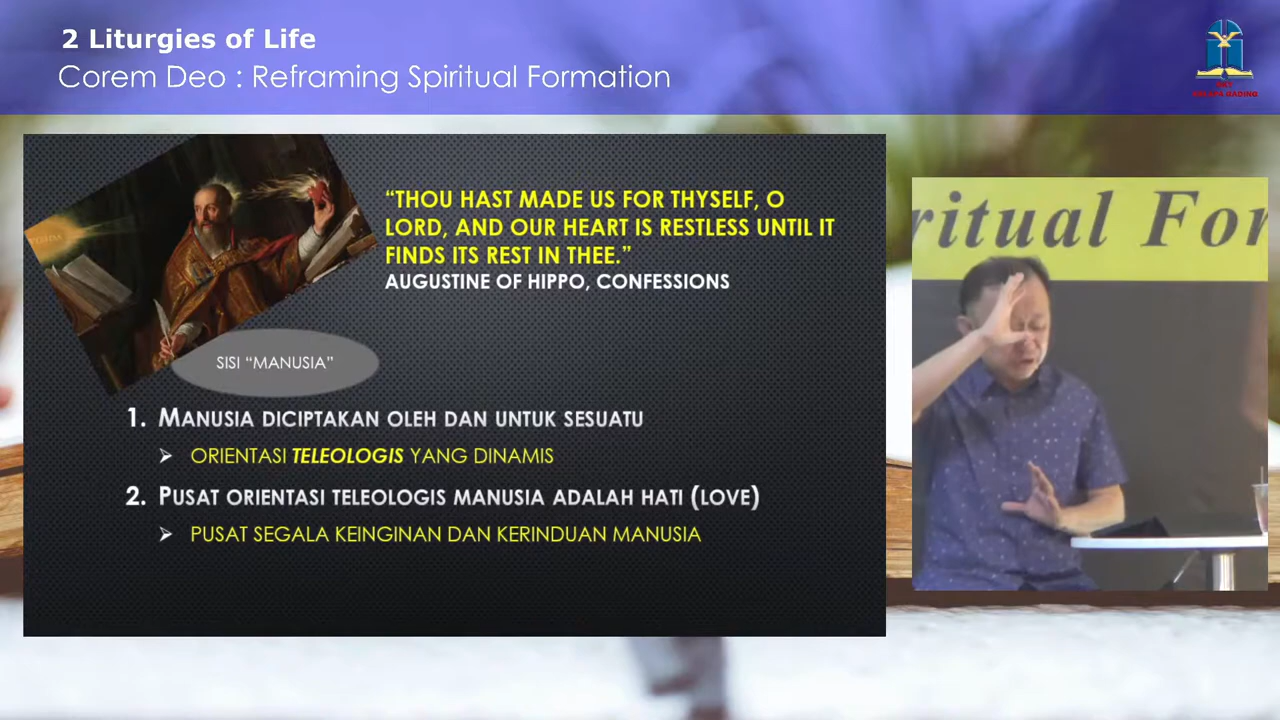 2 Liturgies of Life
Corem Deo : Reframing Spiritual Formation
“THOU HAST MADE US FOR THYSELF, O
LORD, AND OUR HEART IS RESTLESS UNTIL IT
FINDS ITS REST IN THEE.”
AUGUSTINE OF HIPPO, CONFESSIONS
SISI “MANUSIA”
1. MANUSIA DICIPTAKAN OLEH DAN UNTUK SESUATU
➢ ORIENTASI TELEOLOGIS YANG DINAMIS
2. PUSAT ORIENTASI TELEOLOGIS MANUSIA ADALAH HATI (LOVE)
➢ PUSAT SEGALA KEINGINAN DAN KERINDUAN MANUSIA
ritual For